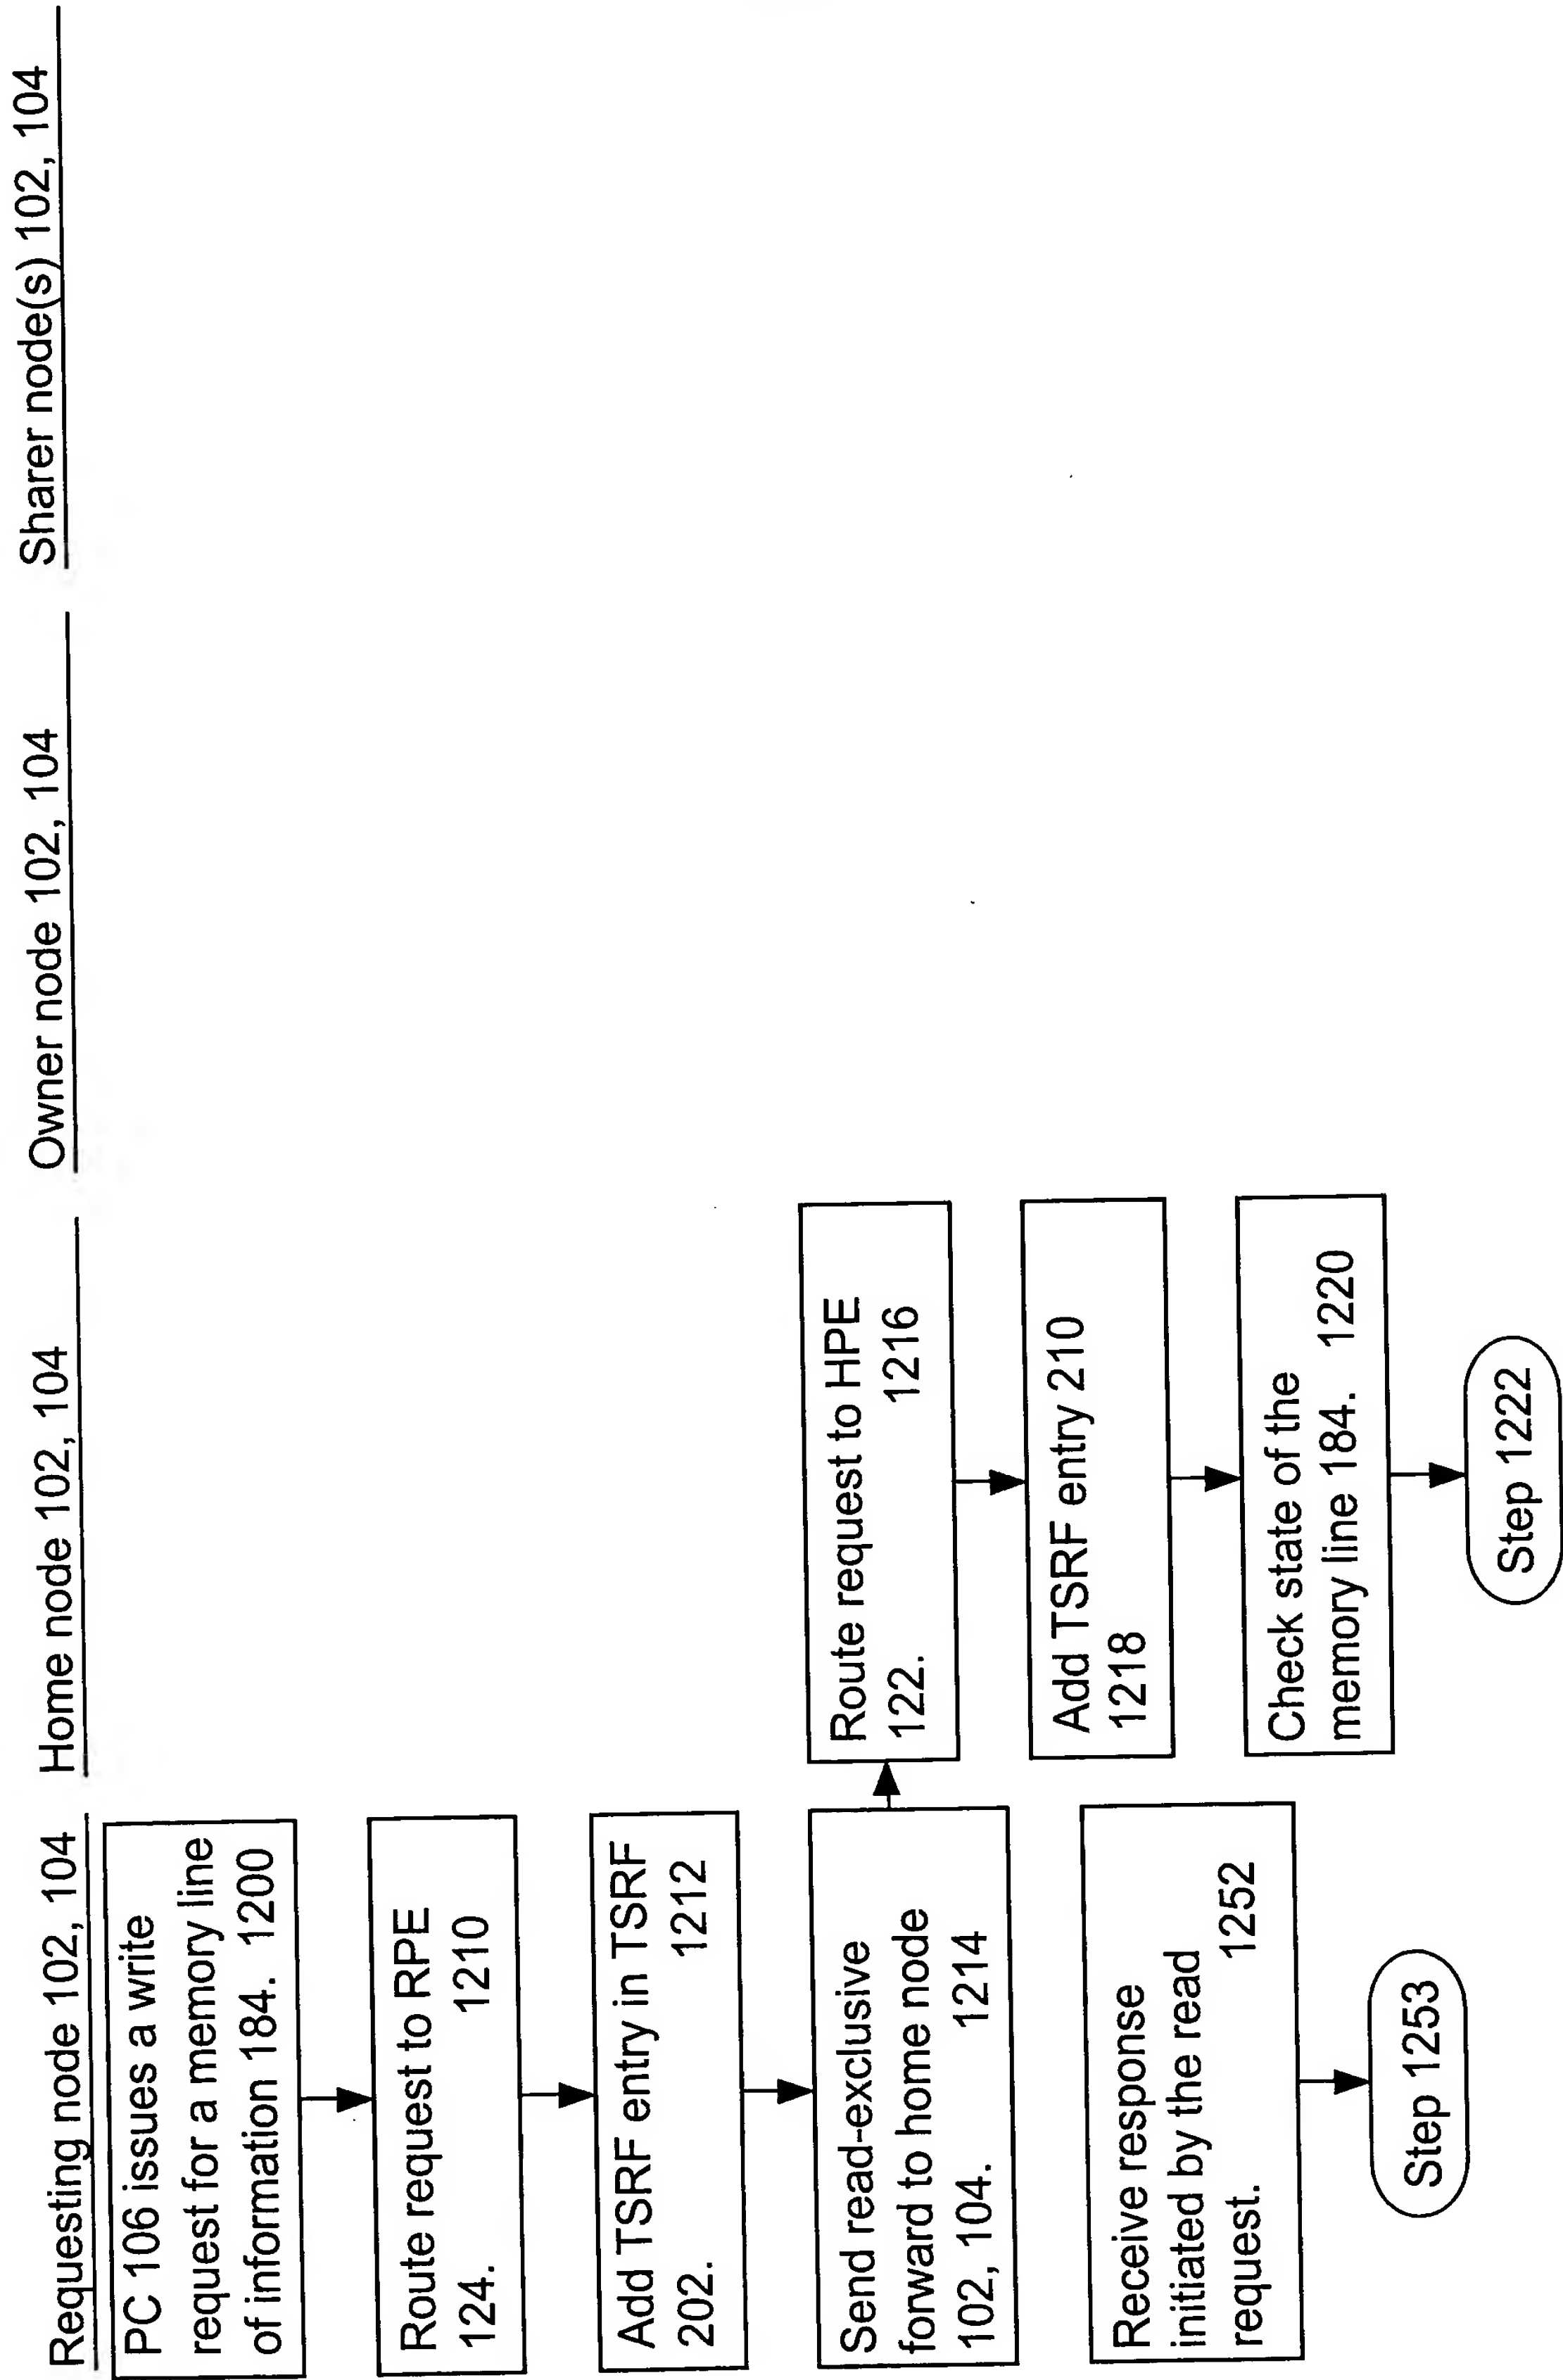 Requesting node 102, 104
Home node 102, 104
Owner node 102, 104
Sharer node(s) 102, 104
PC 106 issues a write
request for a memory line
of information 184. 1200
Route request to RPE
124. 1210
Add TSRF entry in TSRF
202. 1212
Send read-exclusive
forward to home node
102, 104. 1214
Route request to HPE
122. 1216
Add TSRF entry 210
1218
Check state of the
memory line 184. 1220
Step 1222
Receive response
initiated by the read
request. 1252
Step 1253